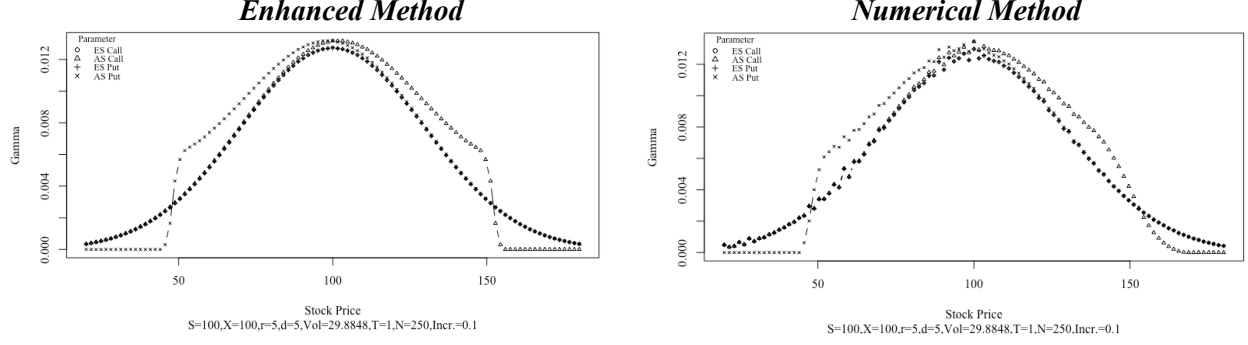 Enhanced Method
Parameter
ES Call
AS Call
ES Put
AS Put
Gamma
0.012
0.008
0.004
0.000
50
100
150
Stock Price
S=100,X=100,r=5,d=5,Vol=29.8848,T=1,N=250,Incr.=0.1
Numerical Method
Parameter
ES Call
AS Call
ES Put
AS Put
Gamma
0.012
0.008
0.004
0.000
50
100
150
Stock Price
S=100,X=100,r=5,d=5,Vol=29.8848,T=1,N=250,Incr.=0.1